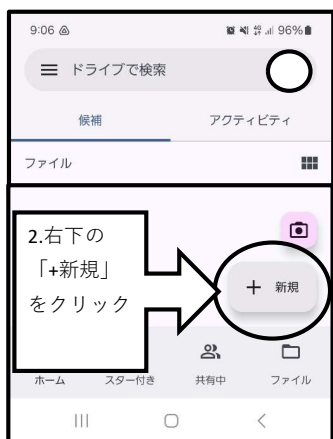 9:06 96%
ドライブで検索
候補 アクティビティ
ファイル
2.右下の
「+新規」
をクリック
+ 新規
ホーム スター付き 共有中 ファイル